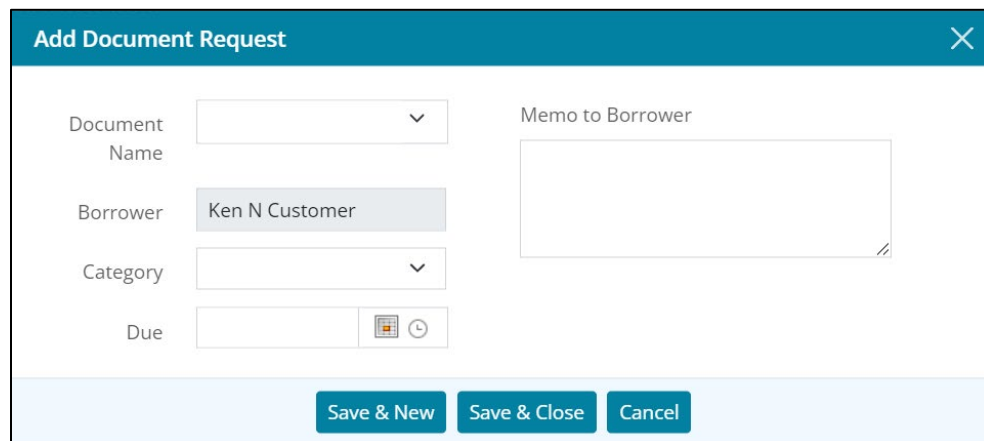 Add Document Request
Document
Name
Borrower
Ken N Customer
Category
Due
Memo to Borrower
Save & New
Save & Close
Cancel